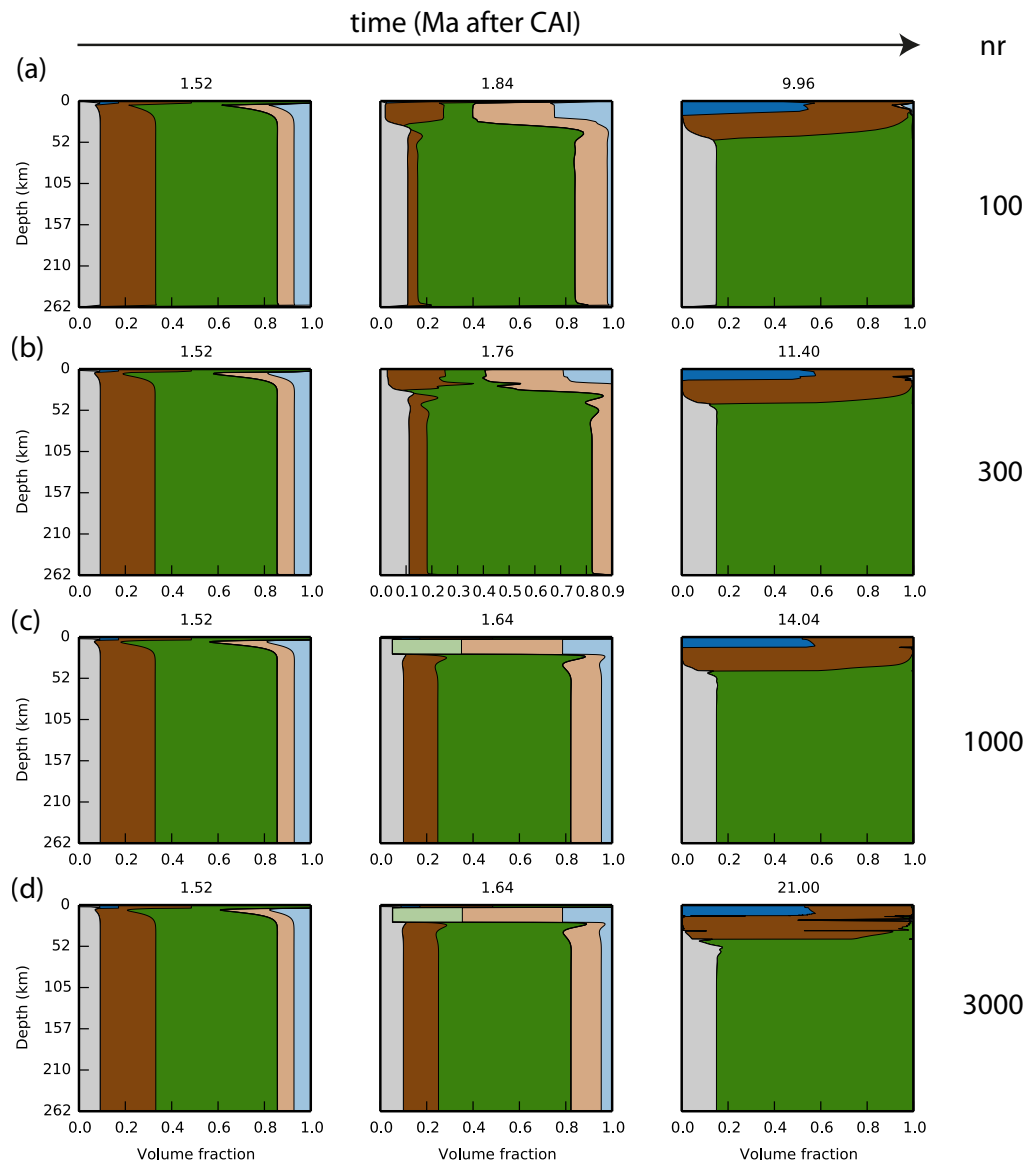 time (Ma after CAI)
nr
(a)
1.52 1.84 9.96
0
52
105
157
210
262
Depth (km)
0.0 0.2 0.4 0.6 0.8 1.0
0.0 0.2 0.4 0.6 0.8 1.0
0.0 0.2 0.4 0.6 0.8 1.0
100
(b)
1.52 1.76 11.40
0
52
105
157
210
262
Depth (km)
0.0 0.2 0.4 0.6 0.8 1.0
0.0 0.1 0.2 0.3 0.4 0.5 0.6 0.7 0.8 0.9
0.0 0.2 0.4 0.6 0.8 1.0
300
(c)
1.52 1.64 14.04
0
52
105
157
210
262
Depth (km)
0.0 0.2 0.4 0.6 0.8 1.0
0.0 0.2 0.4 0.6 0.8 1.0
0.0 0.2 0.4 0.6 0.8 1.0
1000
(d)
1.52 1.64 21.00
0
52
105
157
210
262
Depth (km)
0.0 0.2 0.4 0.6 0.8 1.0
0.0 0.2 0.4 0.6 0.8 1.0
0.0 0.2 0.4 0.6 0.8 1.0
3000
Volume fraction
Volume fraction
Volume fraction